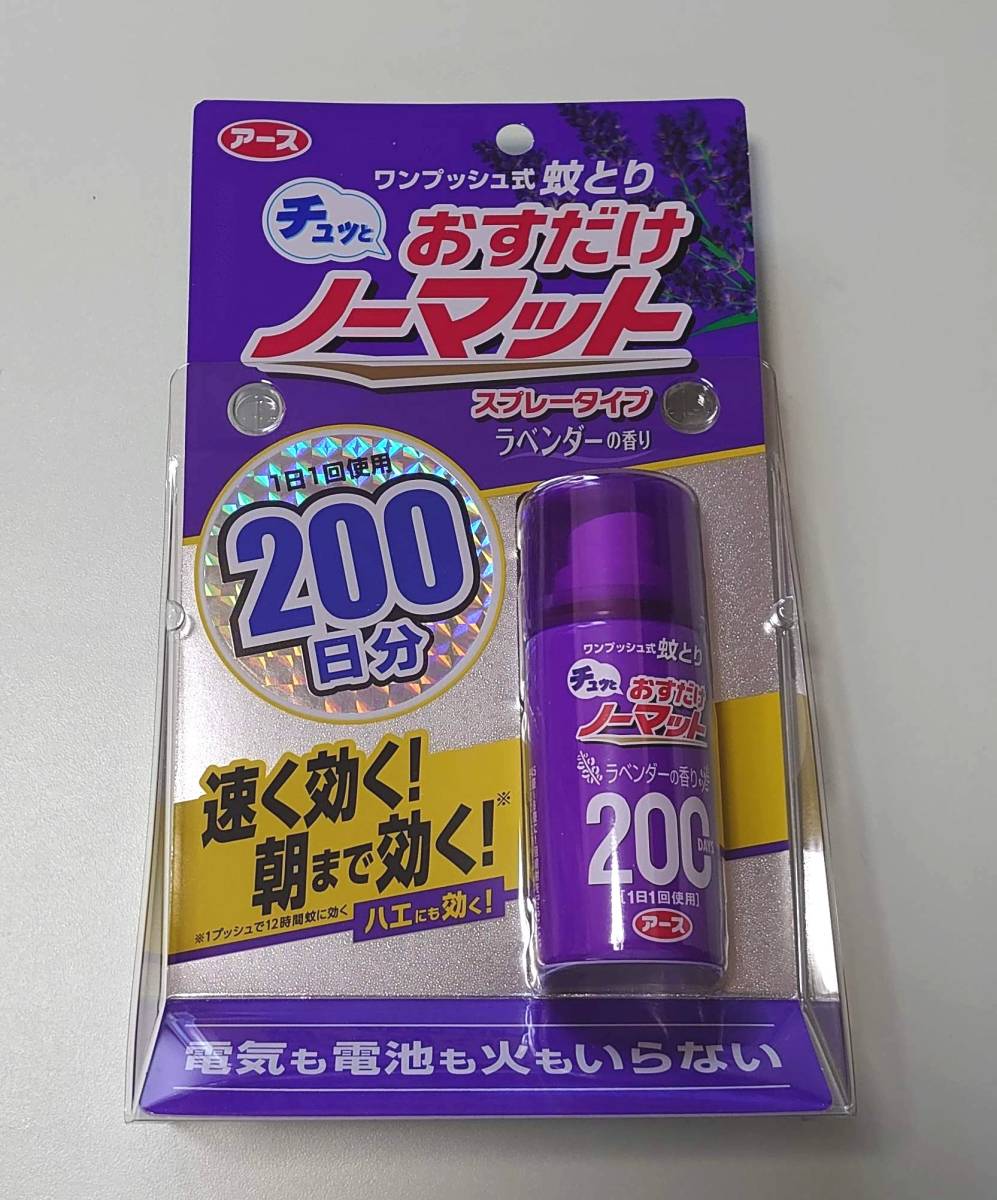 アース
ワンプッシュ式 蚊とり
チュッと
おすだけ
ノーマット
スプレータイプ
ラベンダーの香り
1日1回使用
200
日分
速く効く!
朝まで効く!※
※1プッシュで12時間蚊に効く
ハエにも効く!
ワンプッシュ式 蚊とり
チュッと
おすだけ
ノーマット
ラベンダーの香り
200
DAYS
[1日1回使用]
アース
電気も電池も火もいらない